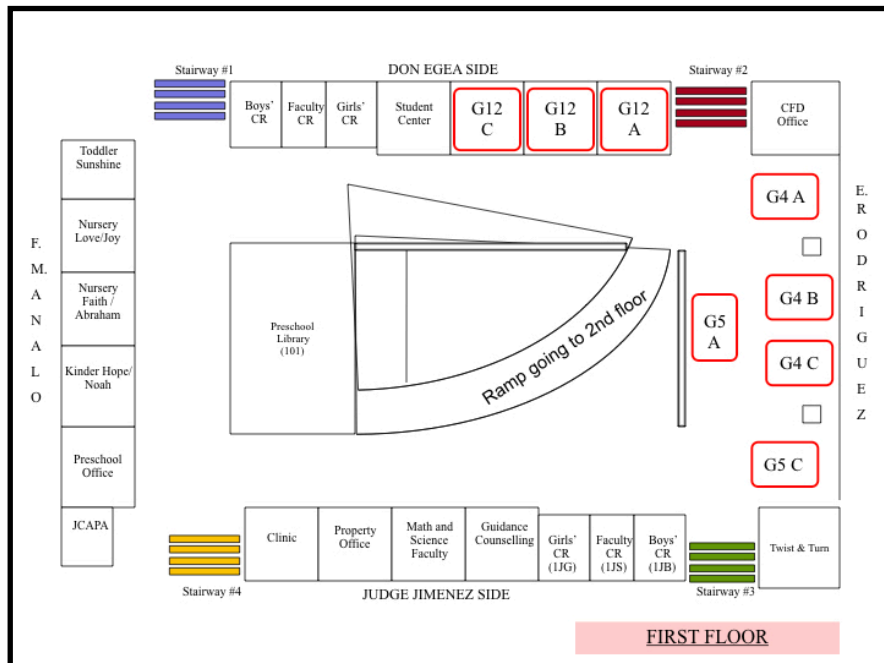 Stairway #1
DON EGEA SIDE
Stairway #2
Boys’
CR
Faculty
CR
Girls’
CR
Student
Center
G12
C
G12
B
G12
A
CFD
Office
Toddler
Sunshine
Nursery
Love/Joy
Nursery
Faith /
Abraham
Kinder Hope/
Noah
Preschool
Office
JCAPA
F.
M.
A
N
A
L
O
Preschool
Library
(101)
Ramp going to 2nd floor
G5
A
G4 A
G4 B
G4 C
G5 C
E.
R
O
D
R
I
G
U
E
Z
Clinic
Property
Office
Math and
Science
Faculty
Guidance
Counselling
Girls’
CR
(1JG)
Faculty
CR
(1JS)
Boys’
CR
(1JB)
Twist & Turn
Stairway #4
JUDGE JIMENEZ SIDE
Stairway #3
FIRST FLOOR